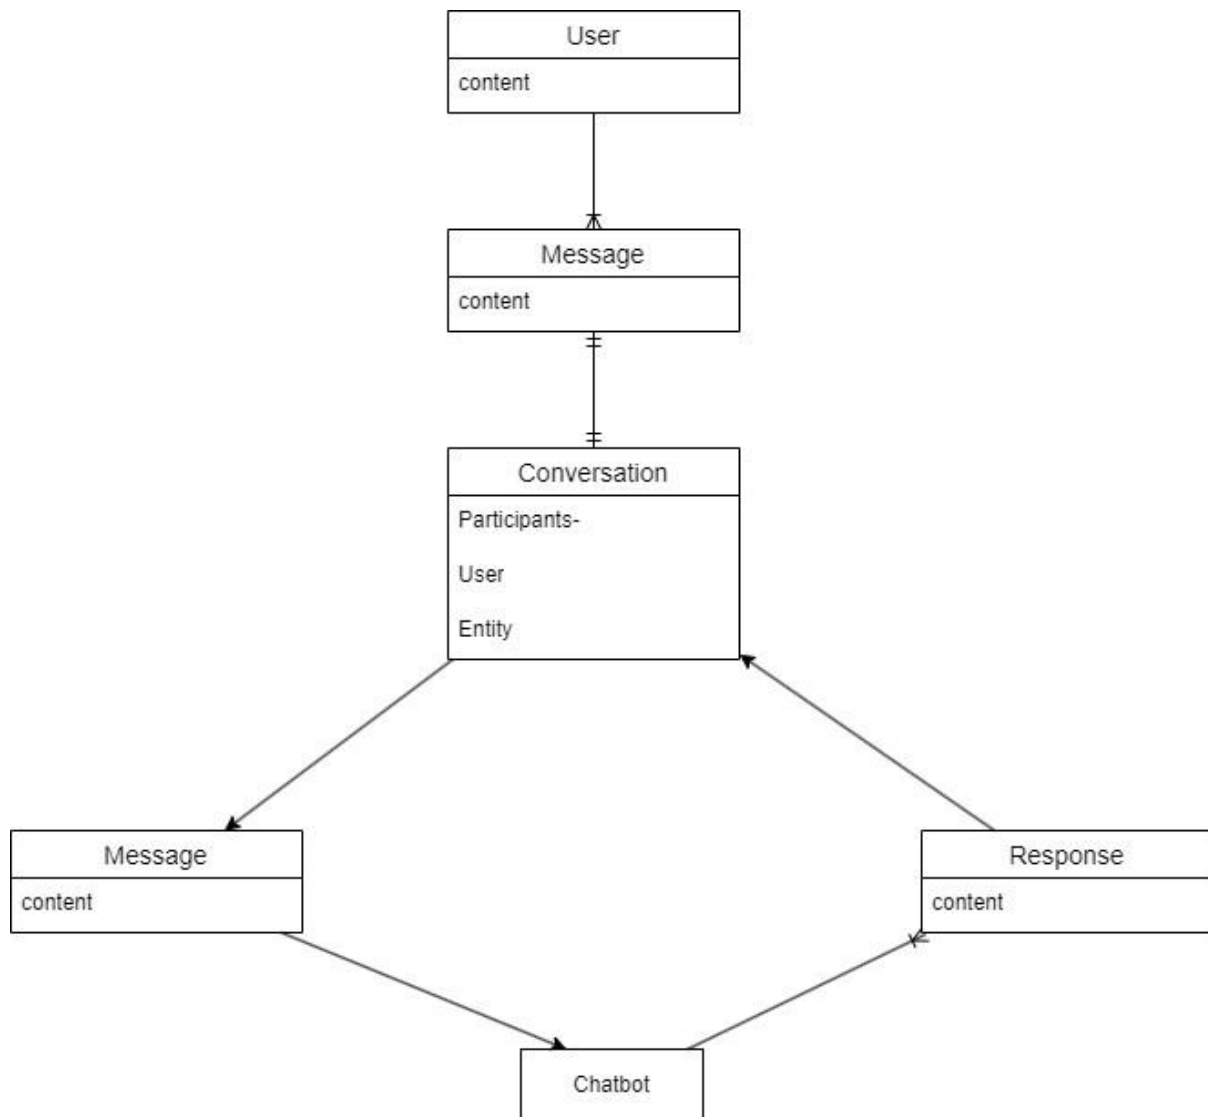 User
content
Message
content
Conversation
Participants-
User
Entity
Message
content
Response
content
Chatbot